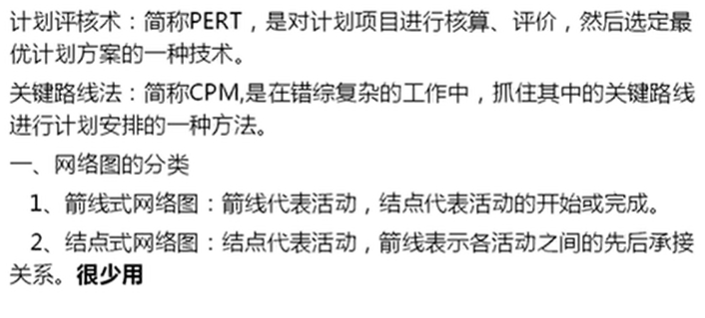 计划评核术：简称PERT，是对计划项目进行核算、评价，然后选定最
优计划方案的一种技术。
关键路线法：简称CPM,是在错综复杂的工作中，抓住其中的关键路线
进行计划安排的一种方法。
一、网络图的分类
1、箭线式网络图：箭线代表活动，结点代表活动的开始或完成。
2、结点式网络图：结点代表活动，箭线表示各活动之间的先后承接
关系。很少用